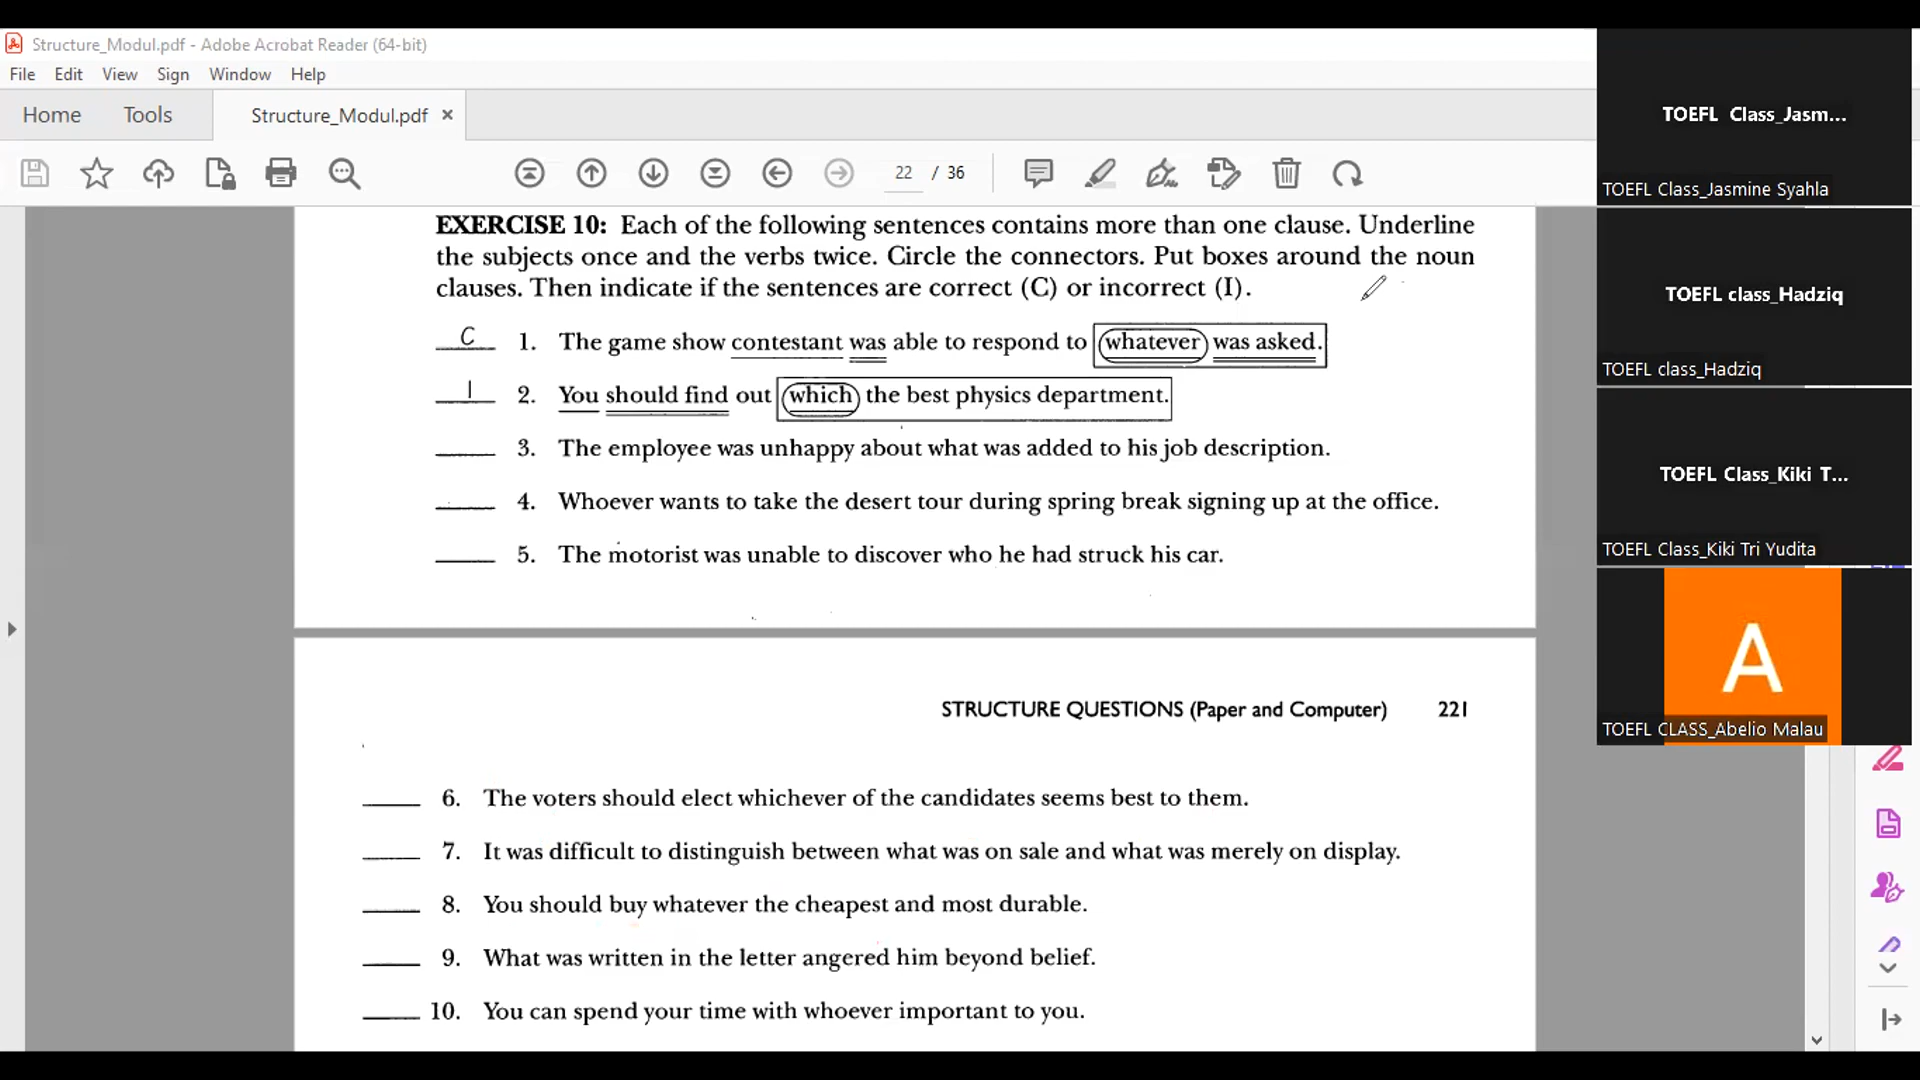 Structure_Modul.pdf - Adobe Acrobat Reader (64-bit)
File Edit View Sign Window Help
Home Tools Structure_Modul.pdf ×
22 / 36
EXERCISE 10: Each of the following sentences contains more than one clause. Underline
the subjects once and the verbs twice. Circle the connectors. Put boxes around the noun
clauses. Then indicate if the sentences are correct (C) or incorrect (I).
C 1. The game show contestant was able to respond to whatever was asked.
I 2. You should find out which the best physics department.
3. The employee was unhappy about what was added to his job description.
4. Whoever wants to take the desert tour during spring break signing up at the office.
5. The motorist was unable to discover who he had struck his car.
STRUCTURE QUESTIONS (Paper and Computer) 221
6. The voters should elect whichever of the candidates seems best to them.
7. It was difficult to distinguish between what was on sale and what was merely on display.
8. You should buy whatever the cheapest and most durable.
9. What was written in the letter angered him beyond belief.
10. You can spend your time with whoever important to you.
TOEFL Class_Jasm...
TOEFL Class_Jasmine Syahla
TOEFL class_Hadziq
TOEFL class_Hadziq
TOEFL Class_Kiki T...
TOEFL Class_Kiki Tri Yudita
A
TOEFL CLASS_Abelio Malau